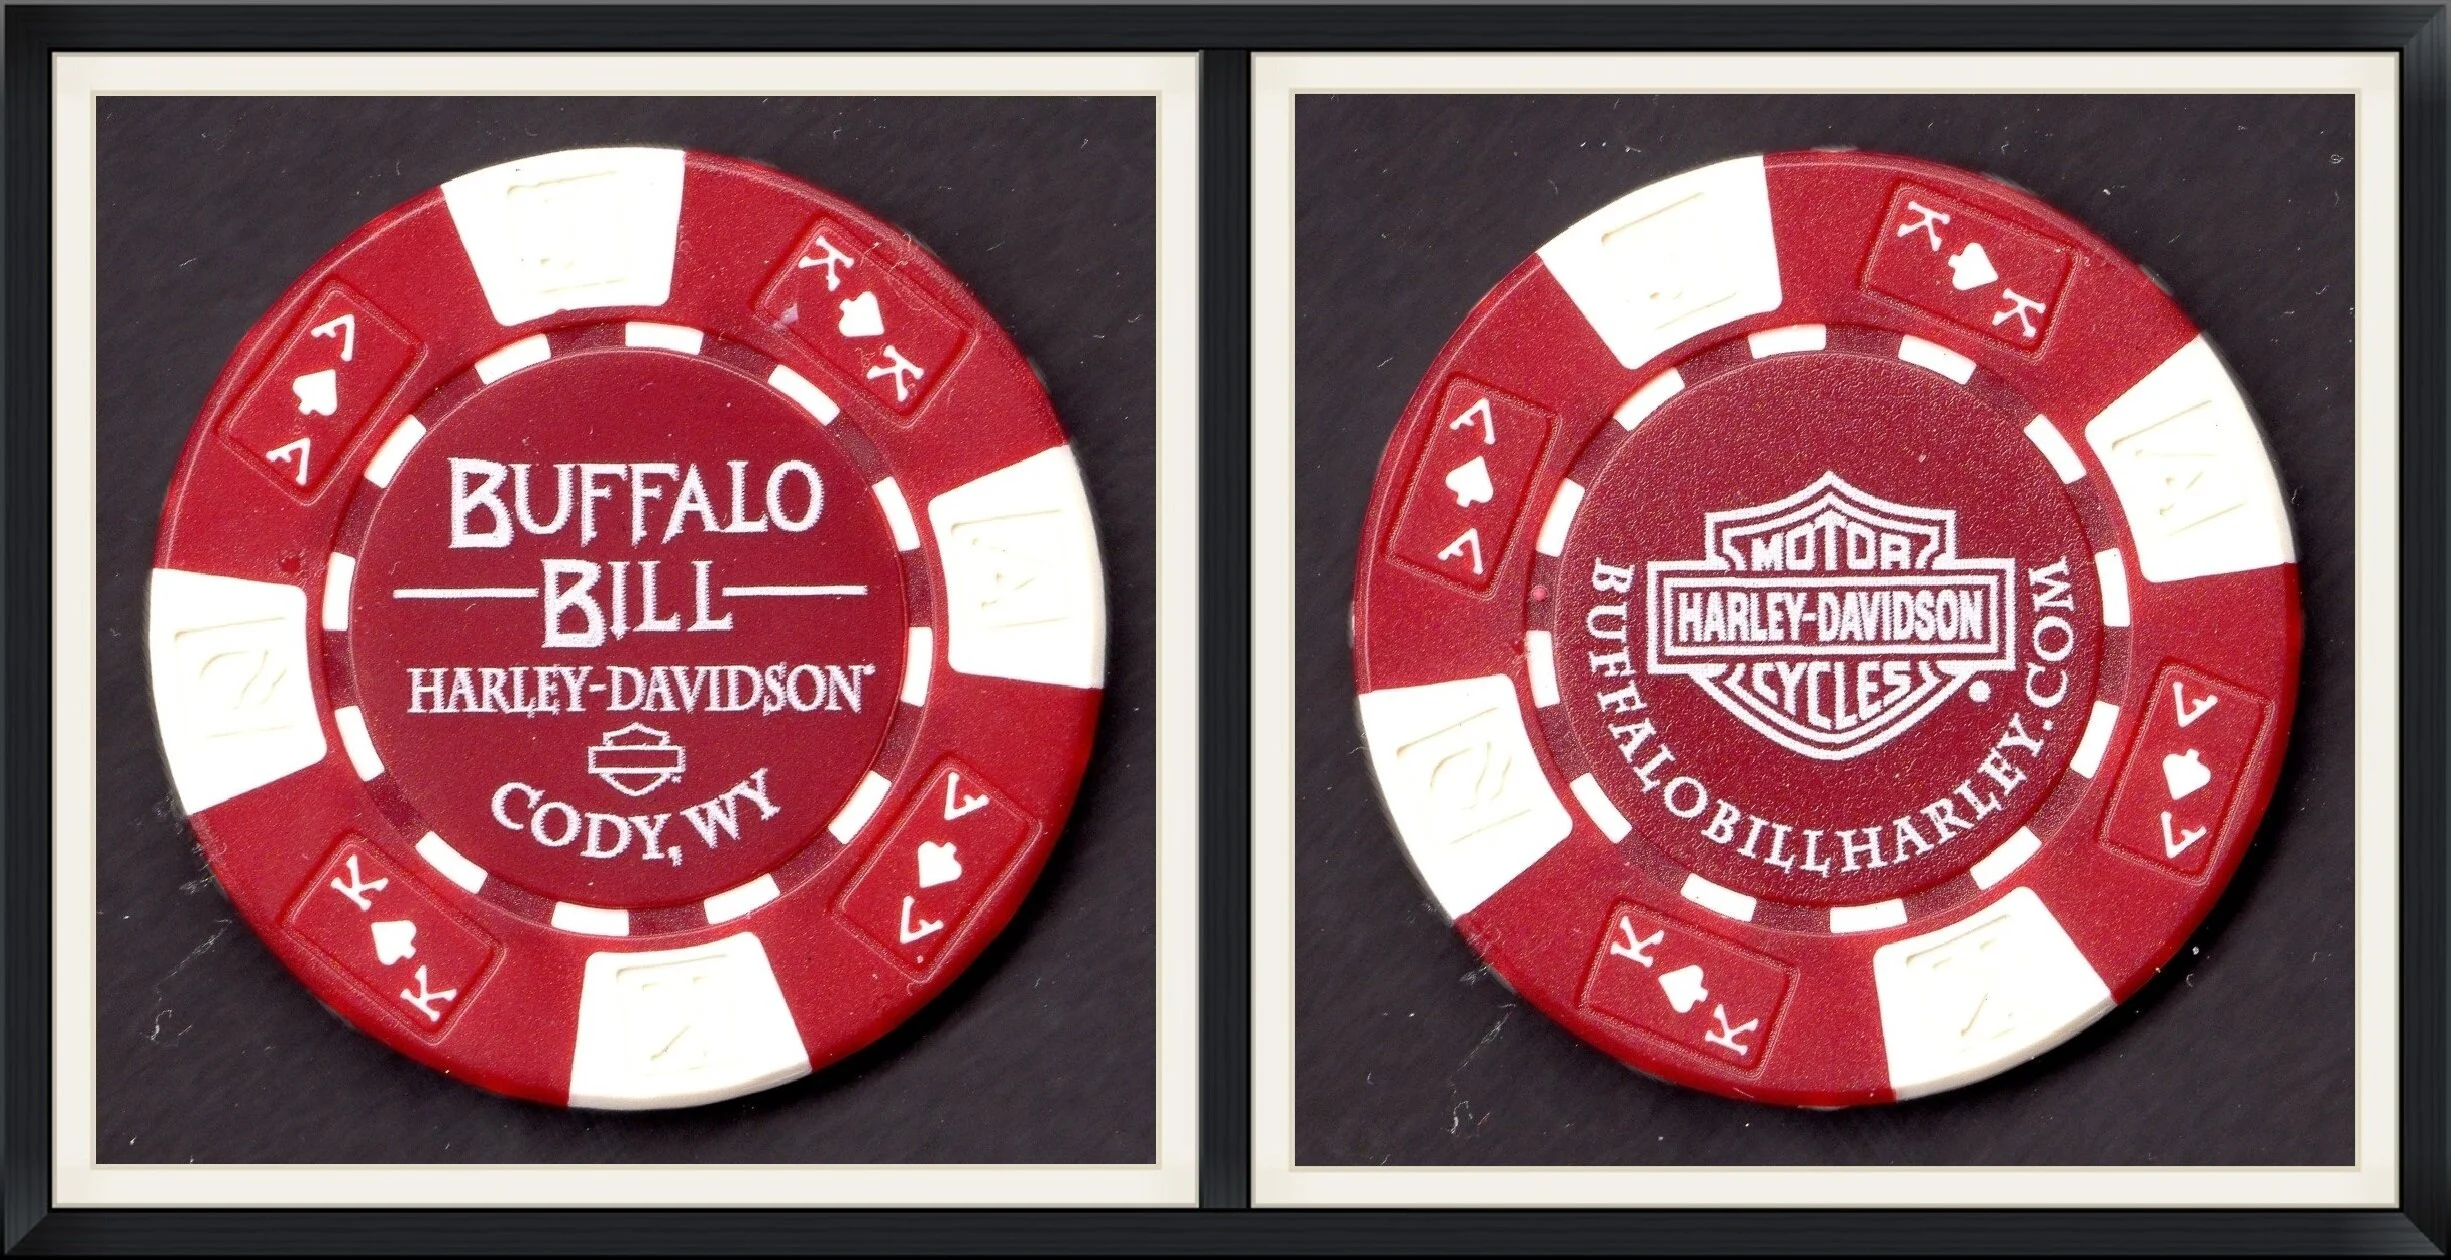 BUFFALO
BILL
HARLEY-DAVIDSON
CODY, WY
K K
A A
K K
A A
MOTOR
HARLEY-DAVIDSON
CYCLES
BUFFALOBILLHARLEY.COM
K K
A A
K K
A A